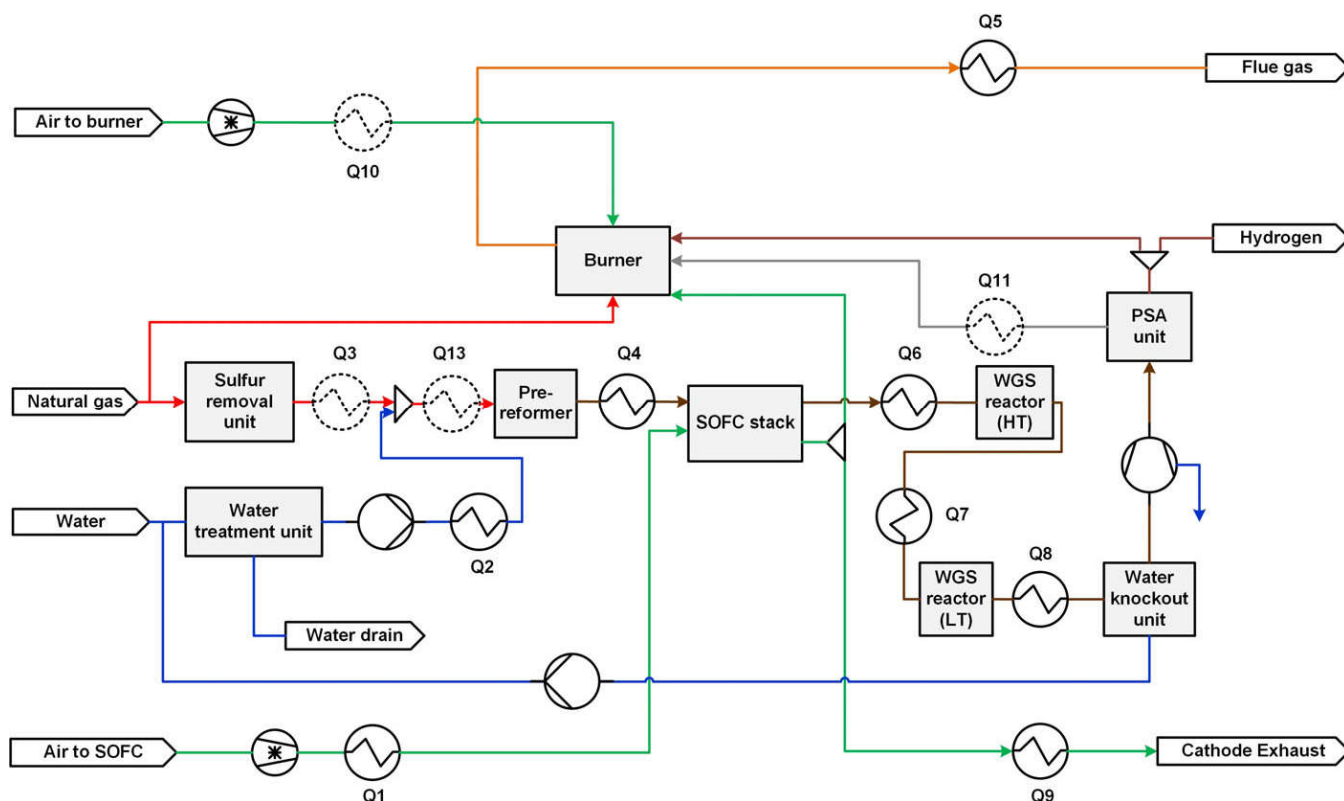 Q5
Flue gas
Air to burner
Q10
Burner
Hydrogen
Q11
PSA
unit
Natural gas
Sulfur
removal
unit
Q3
Q13
Pre-
reformer
Q4
SOFC stack
Q6
WGS
reactor
(HT)
Water
Water
treatment unit
Q2
Q7
WGS
reactor
(LT)
Q8
Water
knockout
unit
Water drain
Air to SOFC
Q1
Q9
Cathode Exhaust